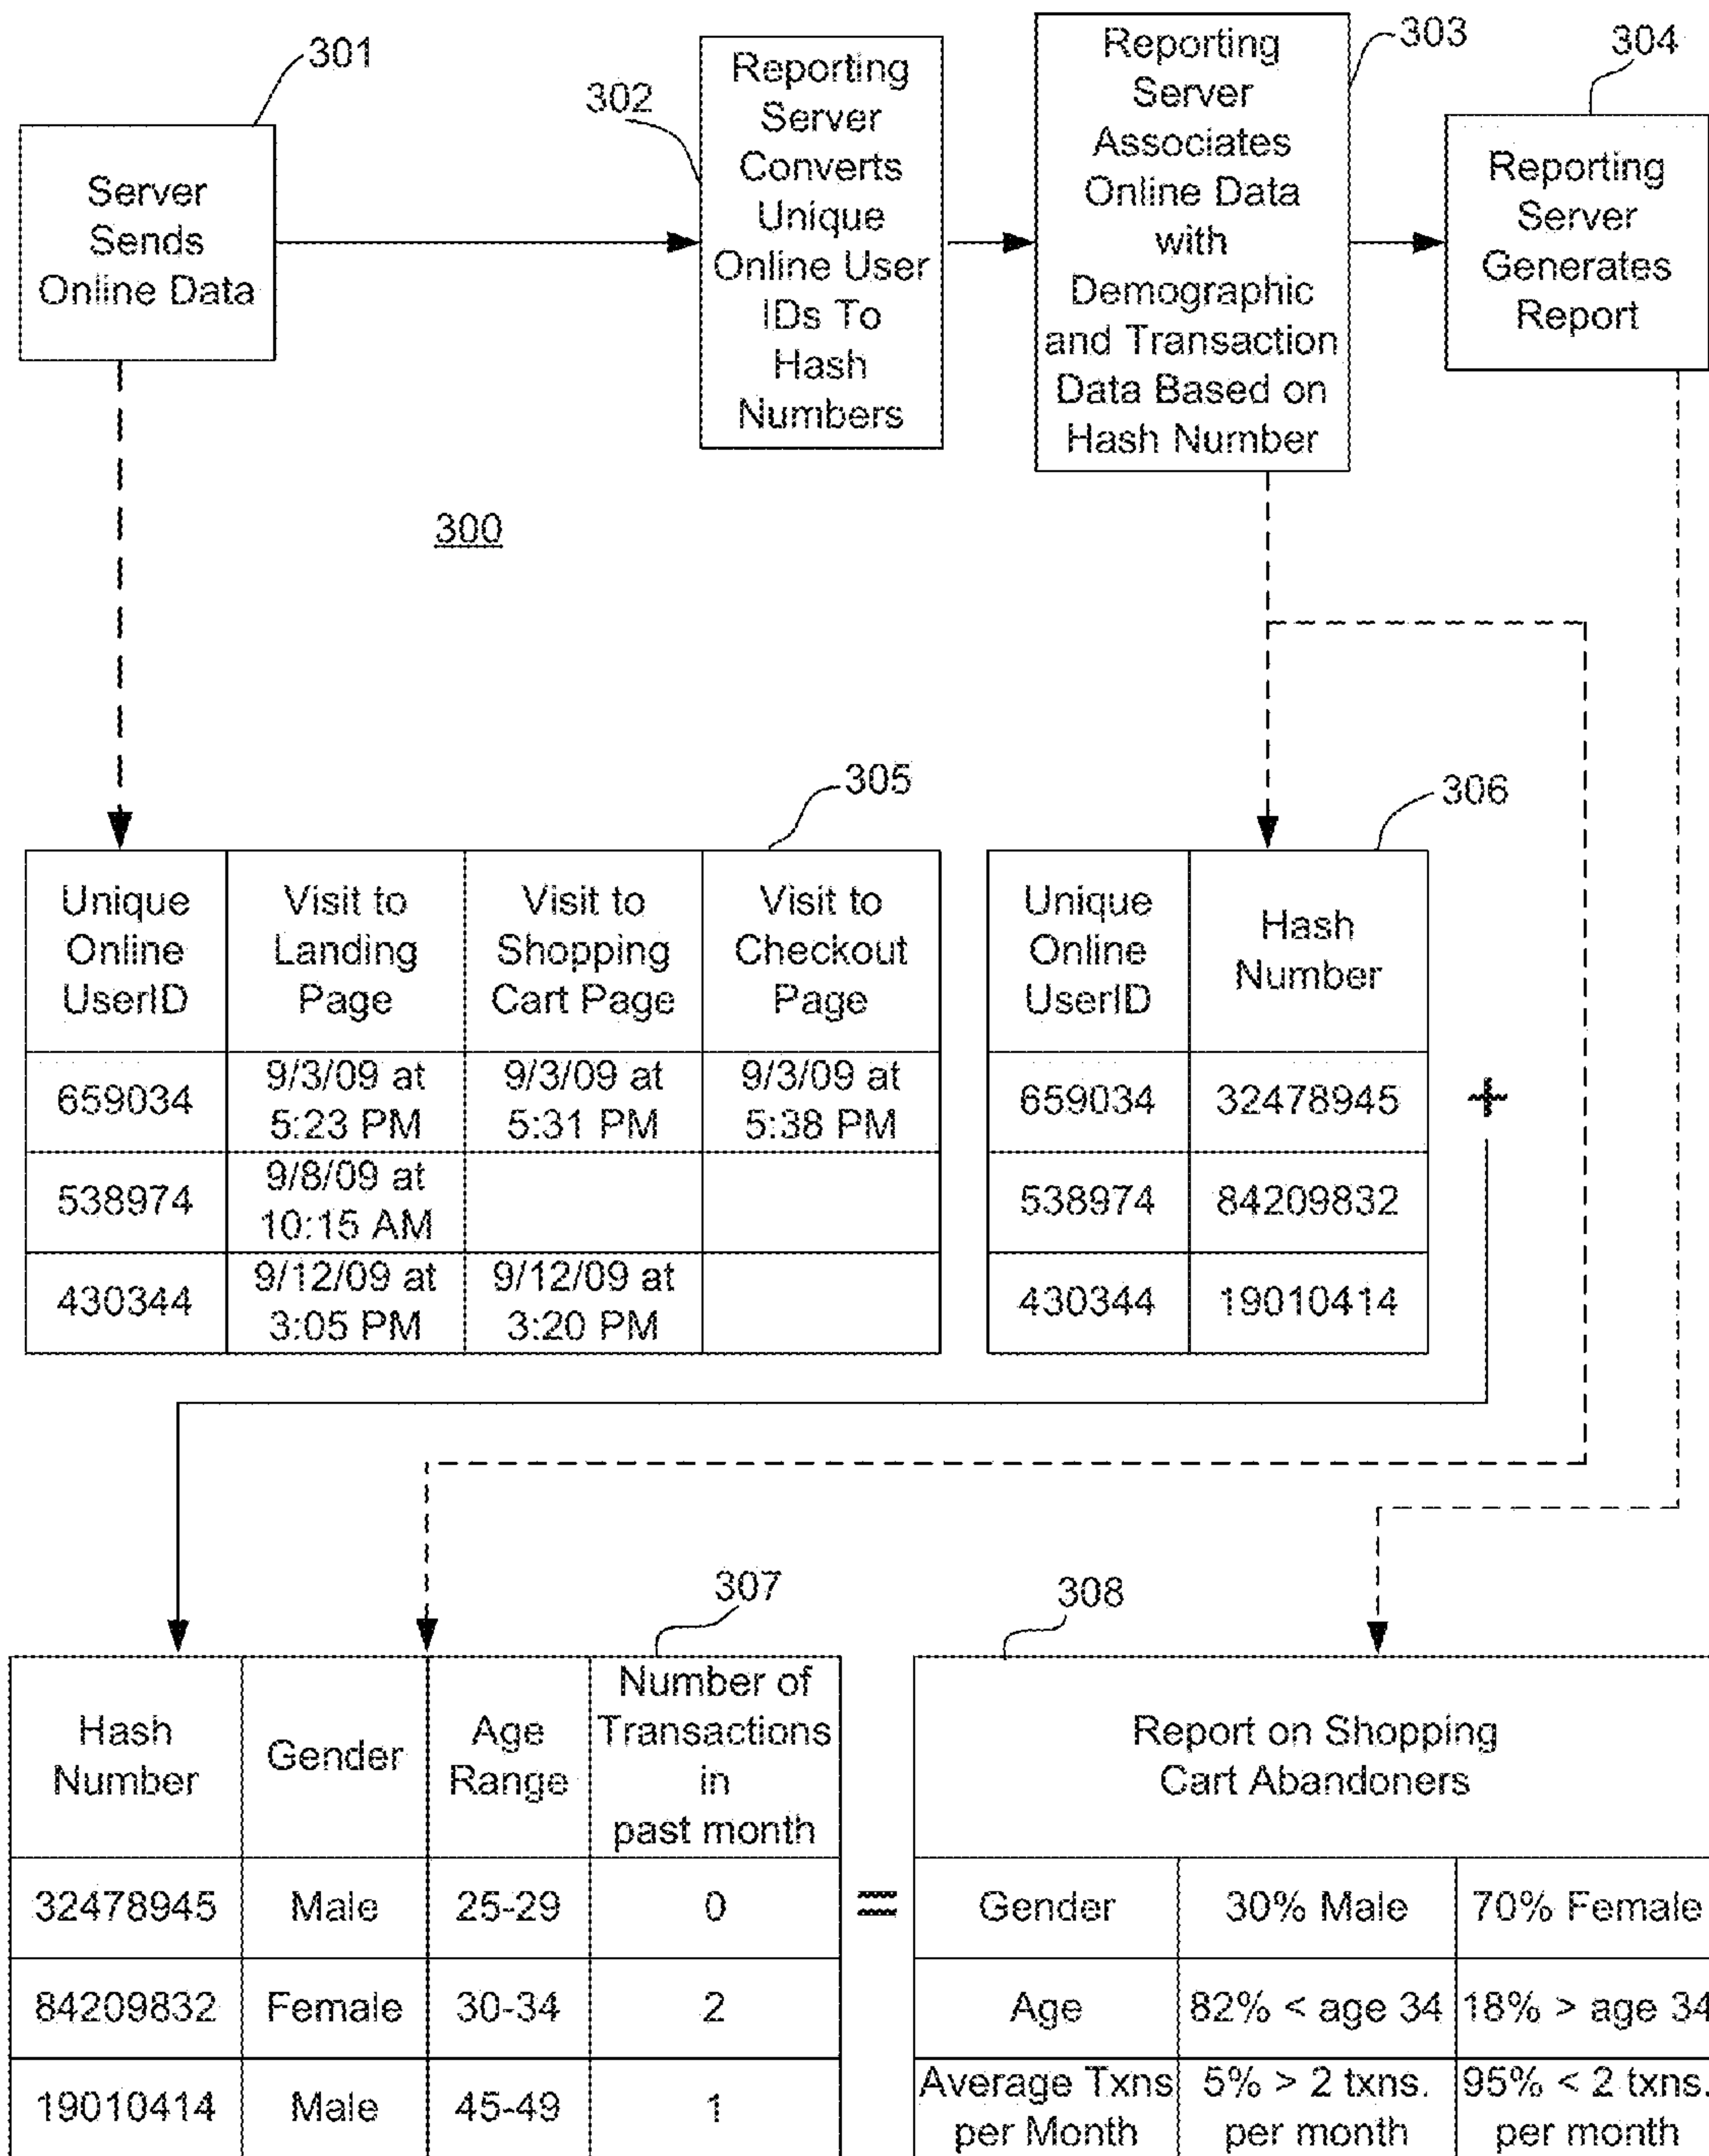 301
Server
Sends
Online Data
302
Reporting
Server
Converts
Unique
Online User
IDs To
Hash
Numbers
303
Reporting
Server
Associates
Online Data
with
Demographic
and Transaction
Data Based on
Hash Number
304
Reporting
Server
Generates
Report
300
305
Unique
Online
UserID
Visit to
Landing
Page
Visit to
Shopping
Cart Page
Visit to
Checkout
Page
659034
9/3/09 at
5:23 PM
9/3/09 at
5:31 PM
9/3/09 at
5:38 PM
538974
9/8/09 at
10:15 AM
430344
9/12/09 at
3:05 PM
9/12/09 at
3:20 PM
306
Unique
Online
UserID
Hash
Number
659034
32478945
538974
84209832
430344
19010414
+
307
Hash
Number
Gender
Age
Range
Number of
Transactions
in
past month
32478945
Male
25-29
0
84209832
Female
30-34
2
19010414
Male
45-49
1
=
308
Report on Shopping
Cart Abandoners
Gender
30% Male
70% Female
Age
82% < age 34
18% > age 34
Average Txns
per Month
5% > 2 txns.
per month
95% < 2 txns.
per month